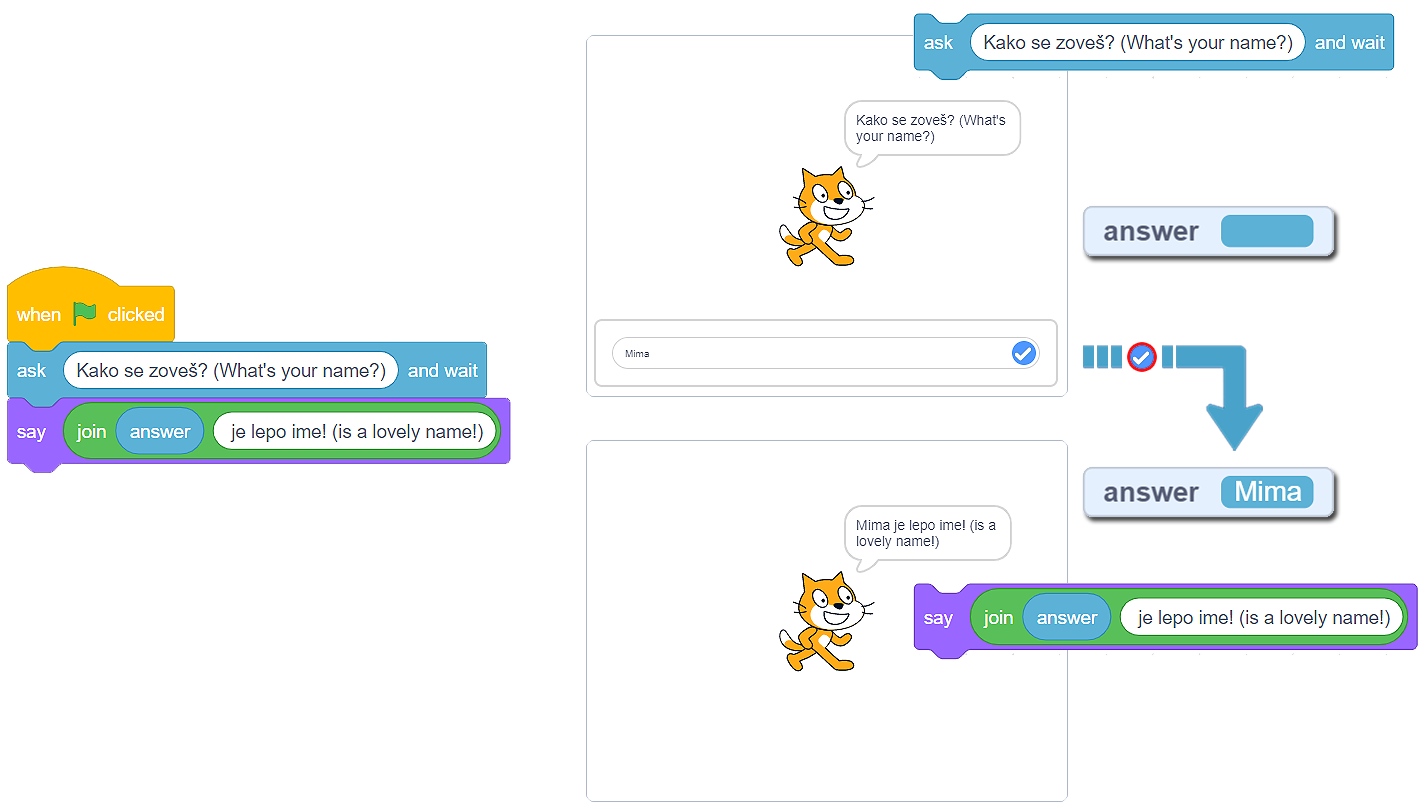 when clicked
ask Kako se zoveš? (What's your name?) and wait
say join answer je lepo ime! (is a lovely name!)
ask Kako se zoveš? (What's your name?) and wait
Kako se zoveš? (What's
your name?)
answer
Mima
answer Mima
Mima je lepo ime! (is a
lovely name!)
say join answer je lepo ime! (is a lovely name!)